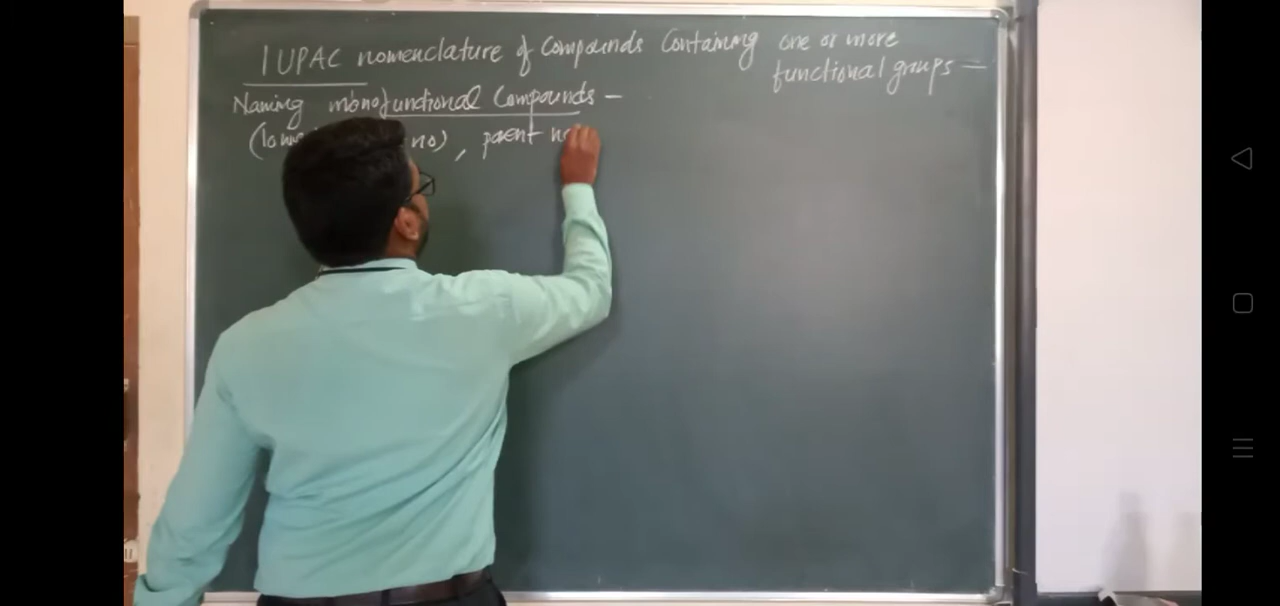 IUPAC nomenclature of Compounds Containing one or more
functional groups —
Naming monofunctional Compounds —
no), parent